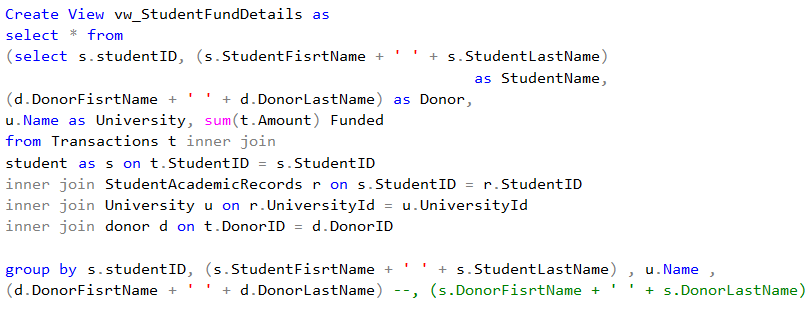 Create View vw_StudentFundDetails as
select * from
(select s.studentID, (s.StudentFisrtName + ' ' + s.StudentLastName)
as StudentName,
(d.DonorFisrtName + ' ' + d.DonorLastName) as Donor,
u.Name as University, sum(t.Amount) Funded
from Transactions t inner join
student as s on t.StudentID = s.StudentID
inner join StudentAcademicRecords r on s.StudentID = r.StudentID
inner join University u on r.UniversityId = u.UniversityId
inner join donor d on t.DonorID = d.DonorID
group by s.studentID, (s.StudentFisrtName + ' ' + s.StudentLastName) , u.Name ,
(d.DonorFisrtName + ' ' + d.DonorLastName) --, (s.DonorFisrtName + ' ' + s.DonorLastName)